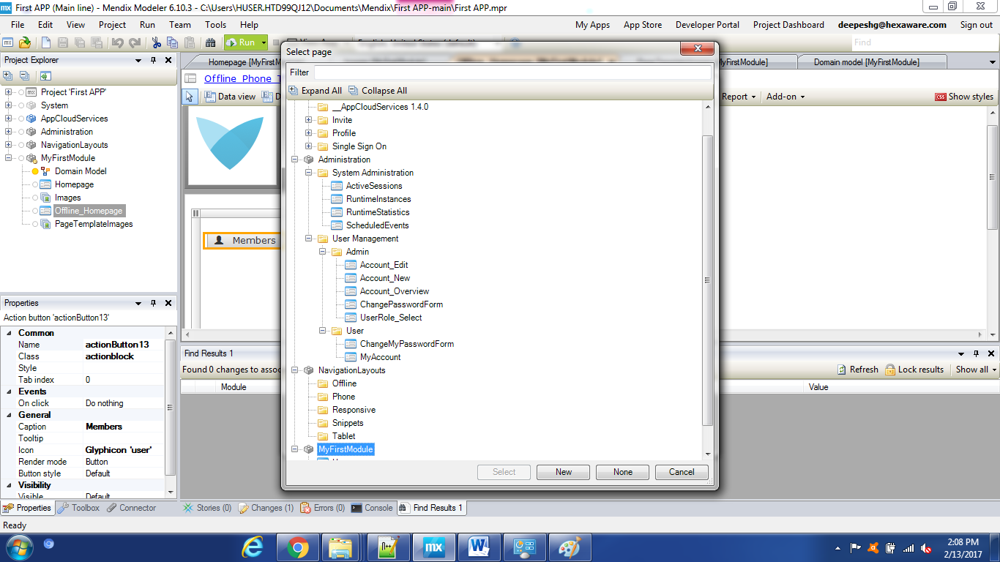 First APP (Main line) - Mendix Modeler 6.10.3 - C:\Users\HUSER.HTD99QJ12\Documents\Mendix\First APP-main\First APP.mpr
File Edit View Project Run Team Tools Help My Apps App Store Developer Portal Project Dashboard deepeshg@hexaware.com Sign out
Run Find
Project Explorer
Homepage [MyFirstM
yFirstModule] Domain model [MyFirstModule]
Offline_Phone_T
Data view D
Report Add-on Show styles
Project 'First APP'
System
AppCloudServices
Administration
NavigationLayouts
MyFirstModule
Domain Model
Homepage
Images
Offline_Homepage
PageTemplateImages
Members
Select page
Filter
Expand All Collapse All
__AppCloudServices 1.4.0
Invite
Profile
Single Sign On
Administration
System Administration
ActiveSessions
RuntimeInstances
RuntimeStatistics
ScheduledEvents
User Management
Admin
Account_Edit
Account_New
Account_Overview
ChangePasswordForm
UserRole_Select
User
ChangeMyPasswordForm
MyAccount
NavigationLayouts
Offline
Phone
Responsive
Snippets
Tablet
MyFirstModule
Select New None Cancel
Properties
Action button 'actionButton13'
Common
Name actionButton13
Class actionblock
Style
Tab index 0
Events
On click Do nothing
General
Caption Members
Tooltip
Icon Glyphicon 'user'
Render mode Button
Button style Default
Visibility
Visible Default
Find Results 1
Found 0 changes to assoc
Refresh Lock results Show all
Module Value
Properties Toolbox Connector
Stories (0) Changes (1) Errors (0) Console Find Results 1
Ready
2:08 PM
2/13/2017